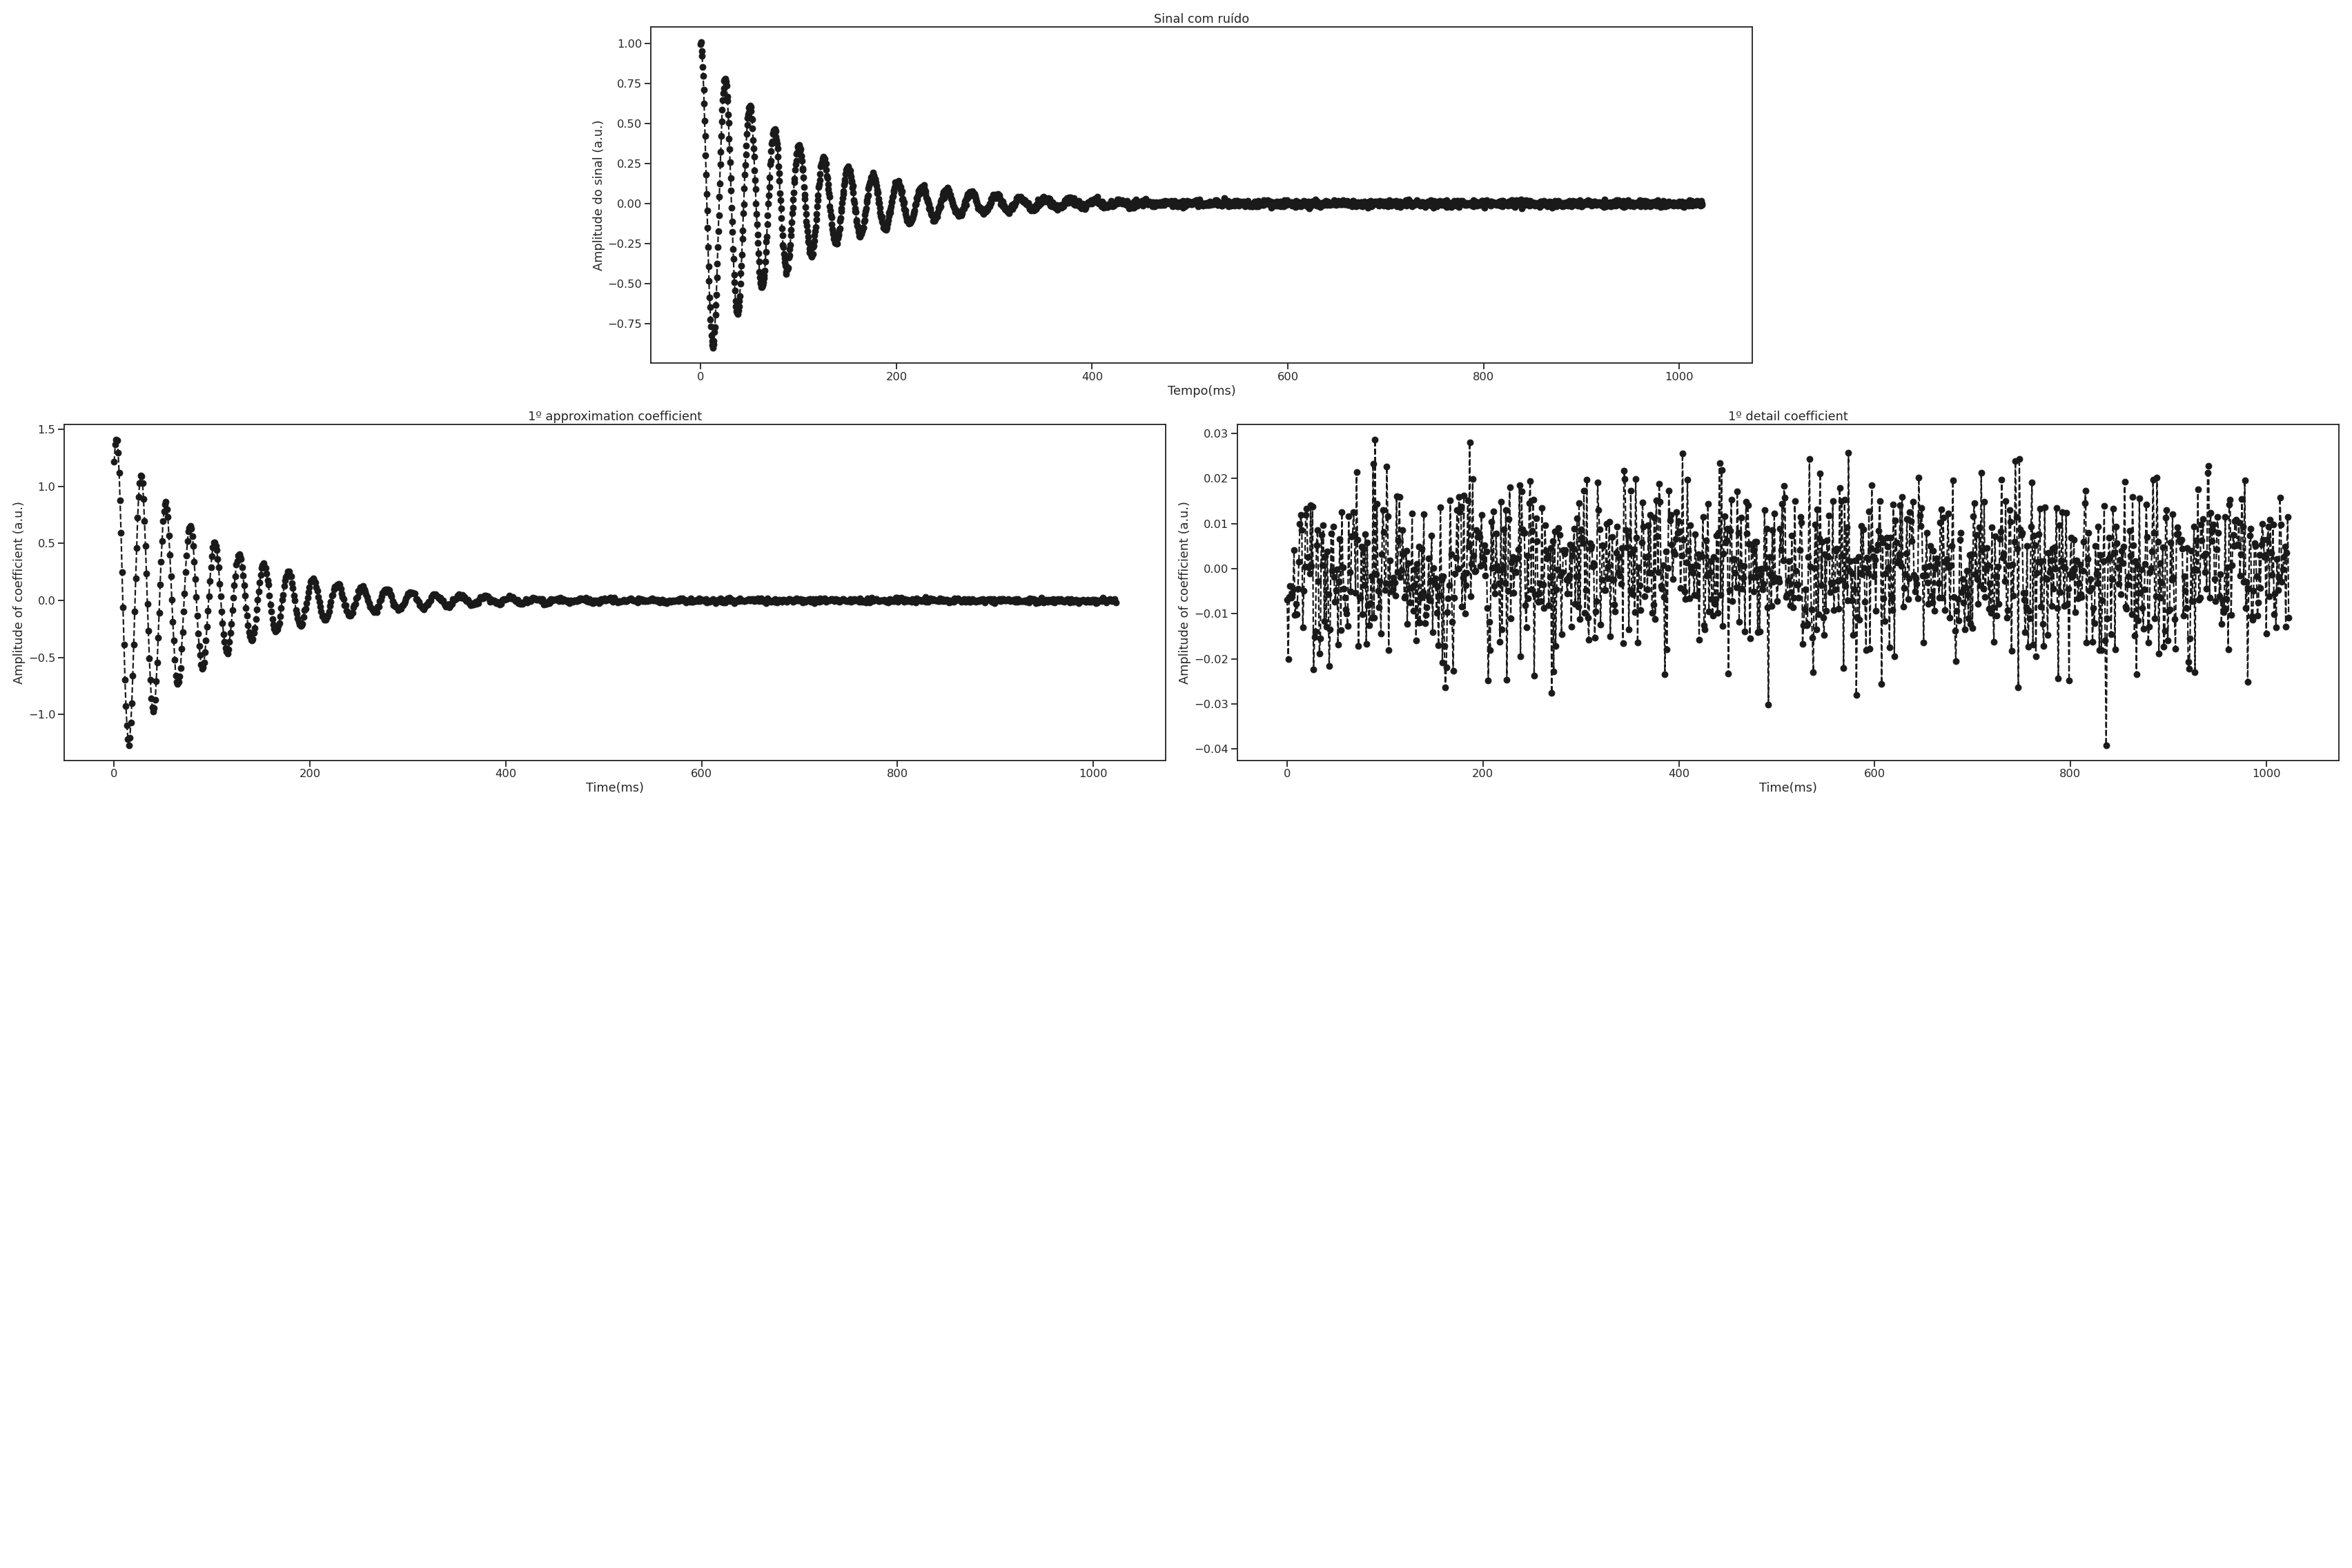 Sinal com ruído
Amplitude do sinal (a.u.)
1.00
0.75
0.50
0.25
0.00
−0.25
−0.50
−0.75
0 200 400 600 800 1000
Tempo(ms)
1º approximation coefficient
Amplitude of coefficient (a.u.)
1.5
1.0
0.5
0.0
−0.5
−1.0
0 200 400 600 800 1000
Time(ms)
1º detail coefficient
Amplitude of coefficient (a.u.)
0.03
0.02
0.01
0.00
−0.01
−0.02
−0.03
−0.04
0 200 400 600 800 1000
Time(ms)